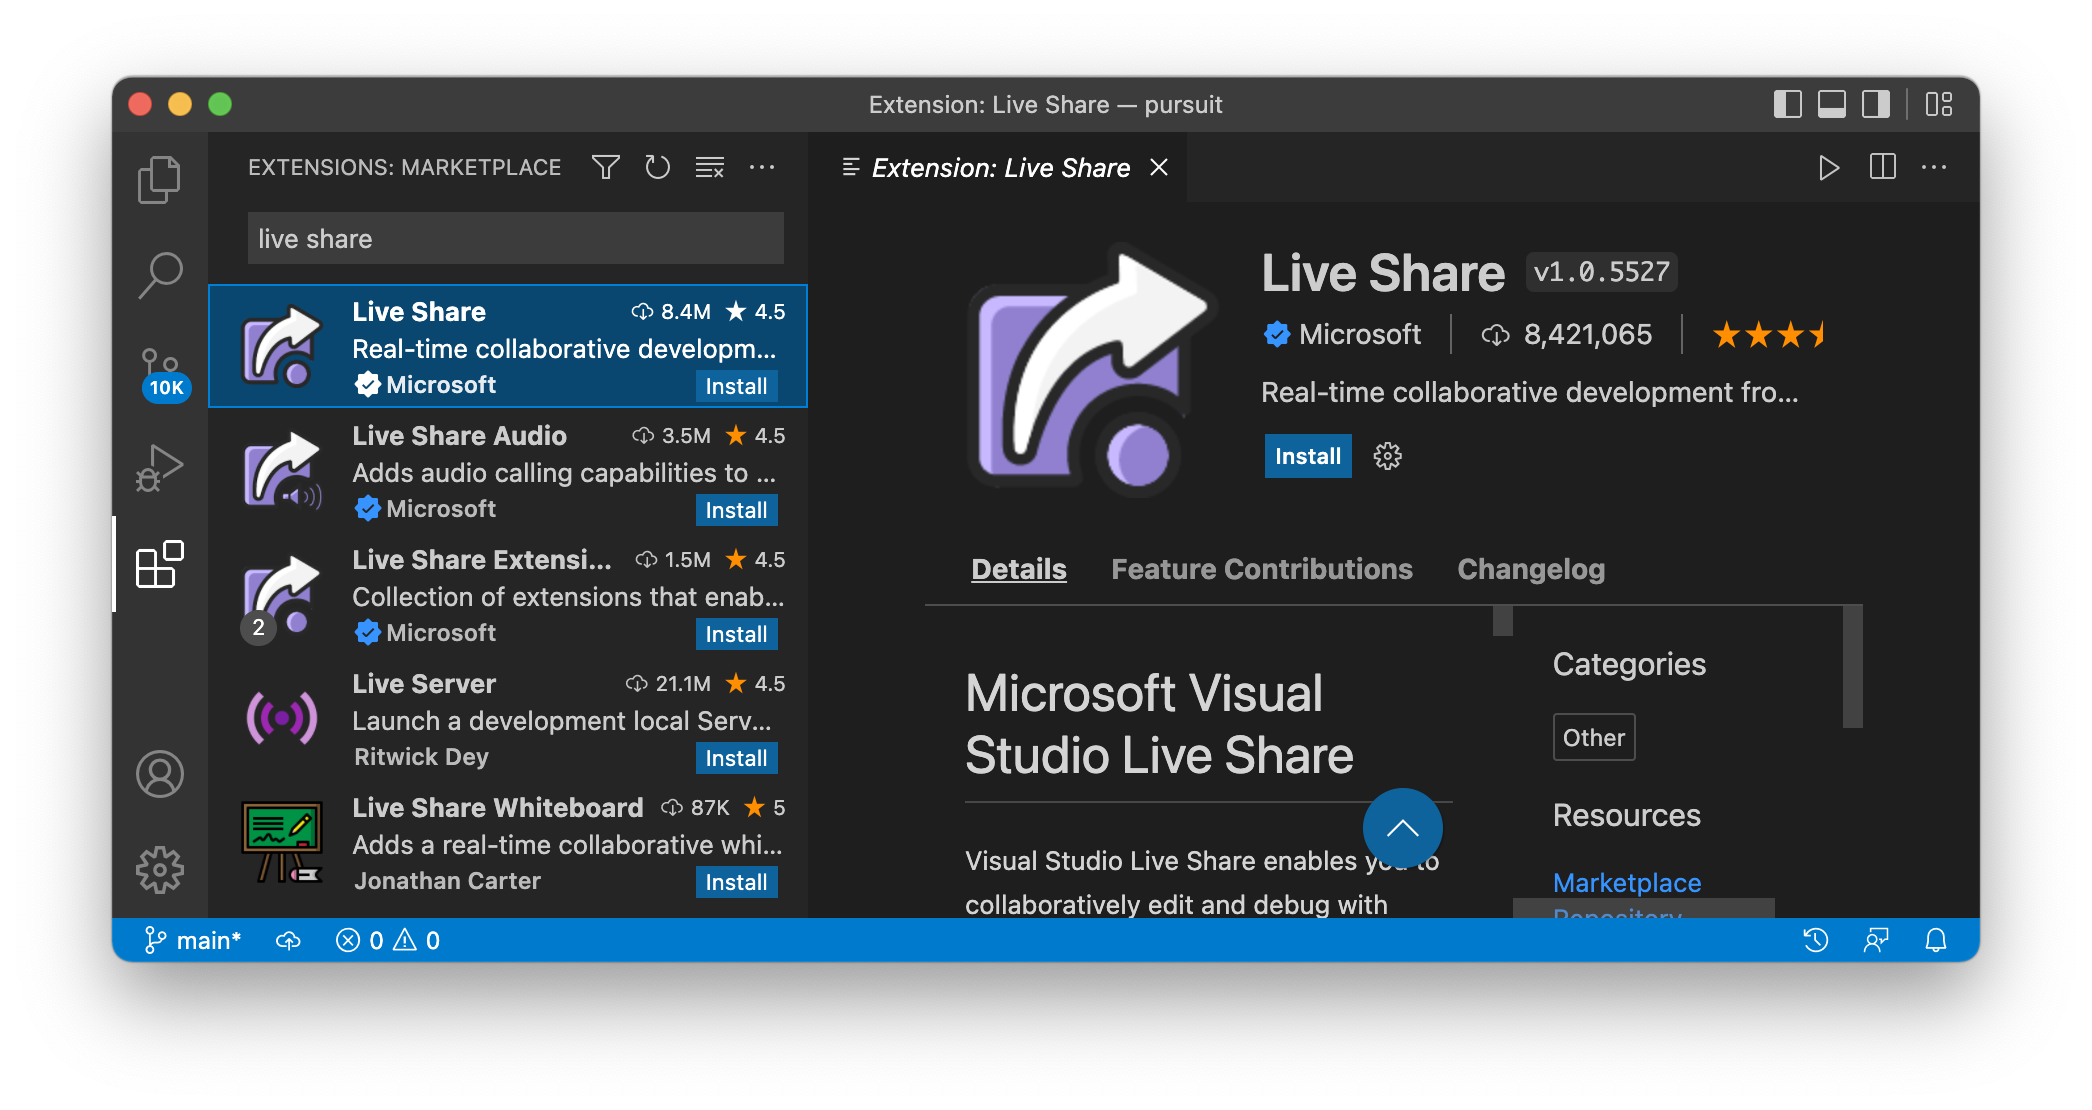 Extension: Live Share — pursuit
EXTENSIONS: MARKETPLACE
live share
Live Share 8.4M 4.5
Real-time collaborative developm...
Microsoft Install
Live Share Audio 3.5M 4.5
Adds audio calling capabilities to ...
Microsoft Install
Live Share Extensi... 1.5M 4.5
Collection of extensions that enab...
2 Microsoft Install
Live Server 21.1M 4.5
Launch a development local Serv...
Ritwick Dey Install
Live Share Whiteboard 87K 5
Adds a real-time collaborative whi...
Jonathan Carter Install
10K
Extension: Live Share
Live Share v1.0.5527
Microsoft 8,421,065
Real-time collaborative development fro...
Install
Details Feature Contributions Changelog
Microsoft Visual
Studio Live Share
Visual Studio Live Share enables you to
collaboratively edit and debug with
Categories
Other
Resources
Marketplace
Repository
main* 0 0